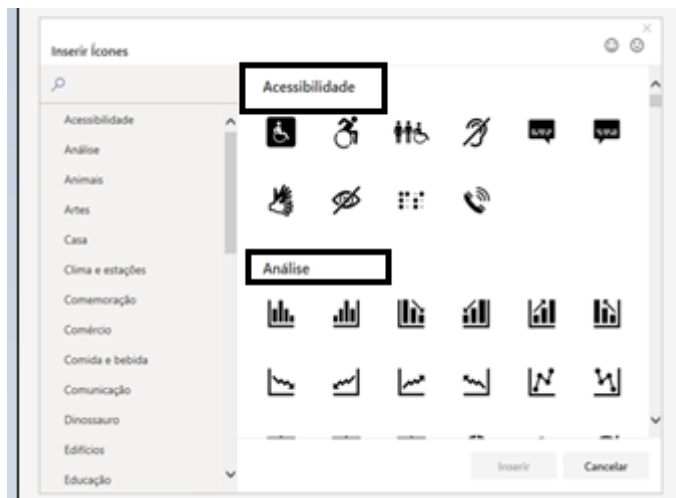 Inserir Ícones
Acessibilidade
Análise
Animais
Artes
Casa
Clima e estações
Comemoração
Comércio
Comida e bebida
Comunicação
Dinossauro
Edifícios
Educação
Acessibilidade
Análise
Inserir
Cancelar